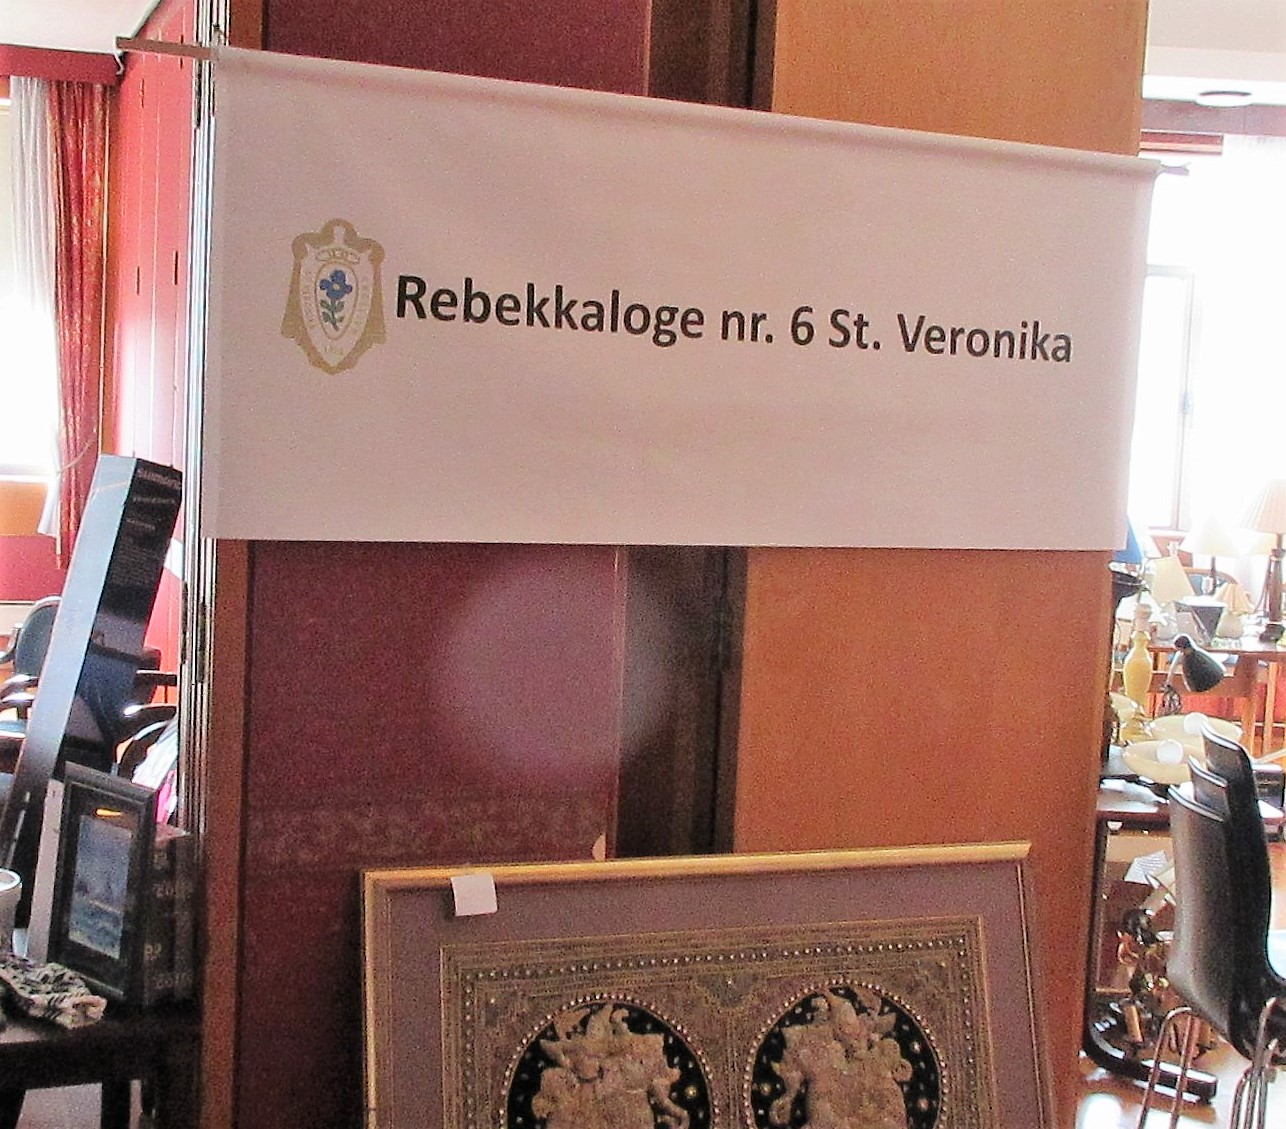 Rebekkaloge nr. 6 St. Veronika